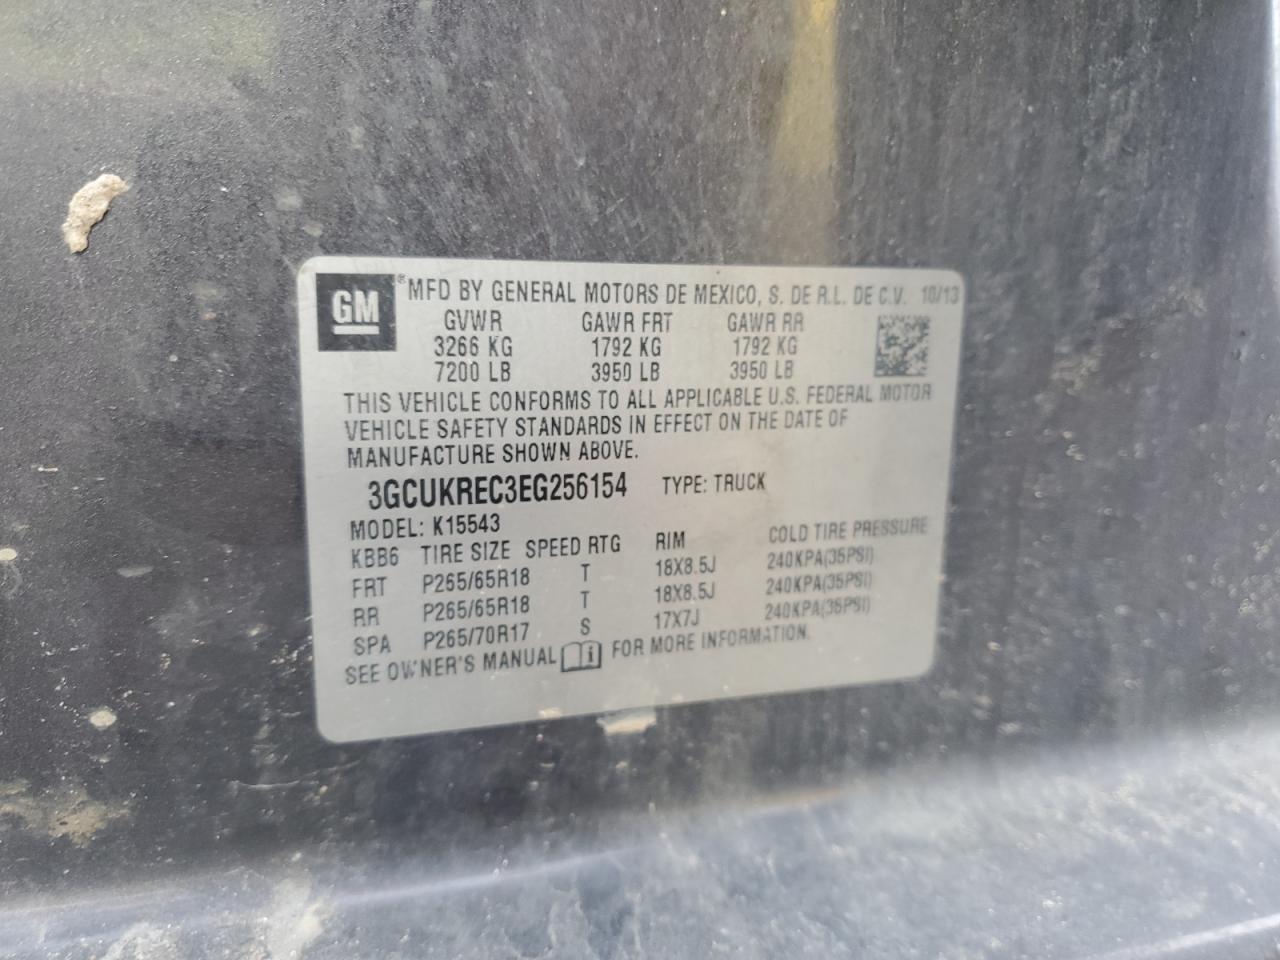 GM ® MFD BY GENERAL MOTORS DE MEXICO, S. DE R.L. DE C.V. 10/13
GVWR GAWR FRT GAWR RR
3266 KG 1792 KG 1792 KG
7200 LB 3950 LB 3950 LB
THIS VEHICLE CONFORMS TO ALL APPLICABLE U.S. FEDERAL MOTOR
VEHICLE SAFETY STANDARDS IN EFFECT ON THE DATE OF
MANUFACTURE SHOWN ABOVE.
3GCUKREC3EG256154 TYPE: TRUCK
MODEL: K15543
KBB6 TIRE SIZE SPEED RTG RIM COLD TIRE PRESSURE
FRT P265/65R18 T 18X8.5J 240KPA(35PSI)
RR P265/65R18 T 18X8.5J 240KPA(35PSI)
SPA P265/70R17 S 17X7J 240KPA(35PSI)
SEE OWNER'S MANUAL i FOR MORE INFORMATION.